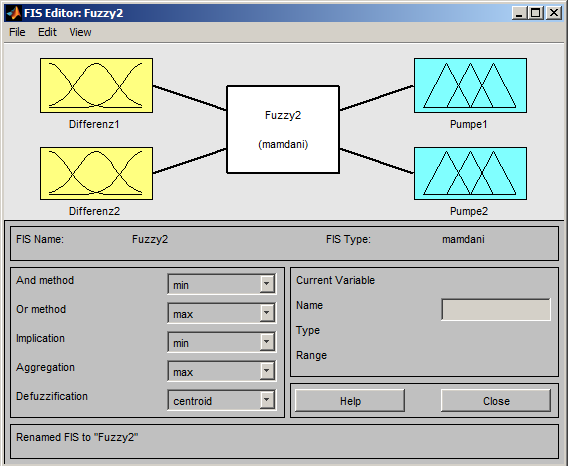 FIS Editor: Fuzzy2
File Edit View
Differenz1
Differenz2
Fuzzy2
(mamdani)
Pumpe1
Pumpe2
FIS Name: Fuzzy2 FIS Type: mamdani
And method min
Or method max
Implication min
Aggregation max
Defuzzification centroid
Current Variable
Name
Type
Range
Help Close
Renamed FIS to "Fuzzy2"